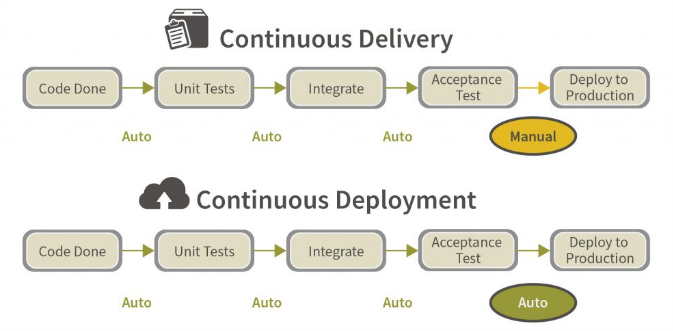 Continuous Delivery
Code Done
Unit Tests
Integrate
Acceptance
Test
Deploy to
Production
Auto
Auto
Auto
Manual
Continuous Deployment
Code Done
Unit Tests
Integrate
Acceptance
Test
Deploy to
Production
Auto
Auto
Auto
Auto